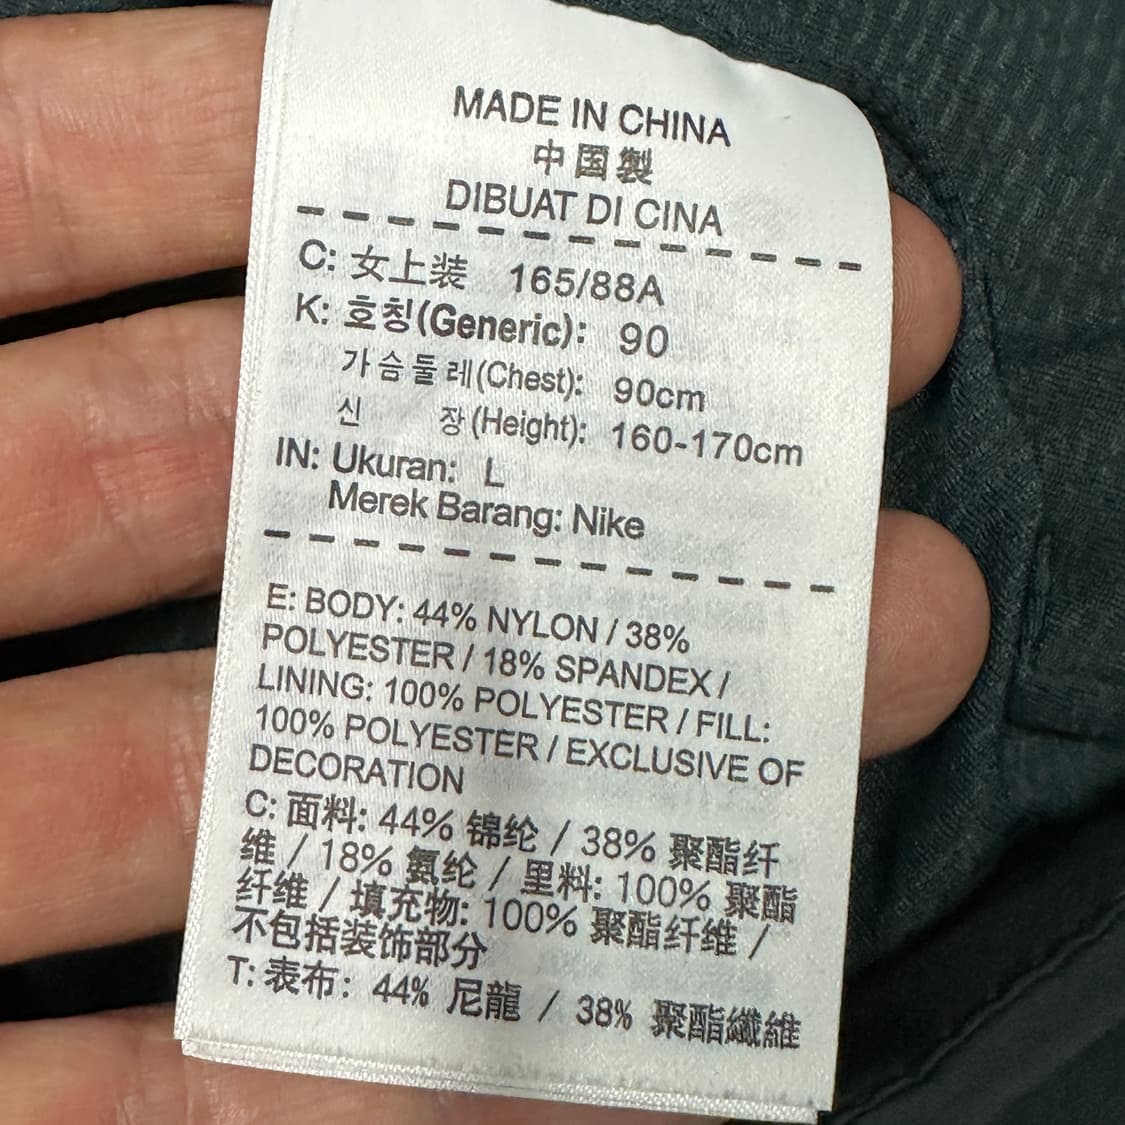 MADE IN CHINA
中国製
DIBUAT DI CINA
C: 女上装 165/88A
K: 호칭(Generic): 90
가슴둘레(Chest): 90cm
신 장(Height): 160-170cm
IN: Ukuran: L
Merek Barang: Nike
E: BODY: 44% NYLON / 38%
POLYESTER / 18% SPANDEX /
LINING: 100% POLYESTER / FILL:
100% POLYESTER / EXCLUSIVE OF
DECORATION
C: 面料: 44% 锦纶 / 38% 聚酯纤
维 / 18% 氨纶 / 里料: 100% 聚酯
纤维 / 填充物: 100% 聚酯纤维 /
不包括装饰部分
T: 表布: 44% 尼龍 / 38% 聚酯纖維